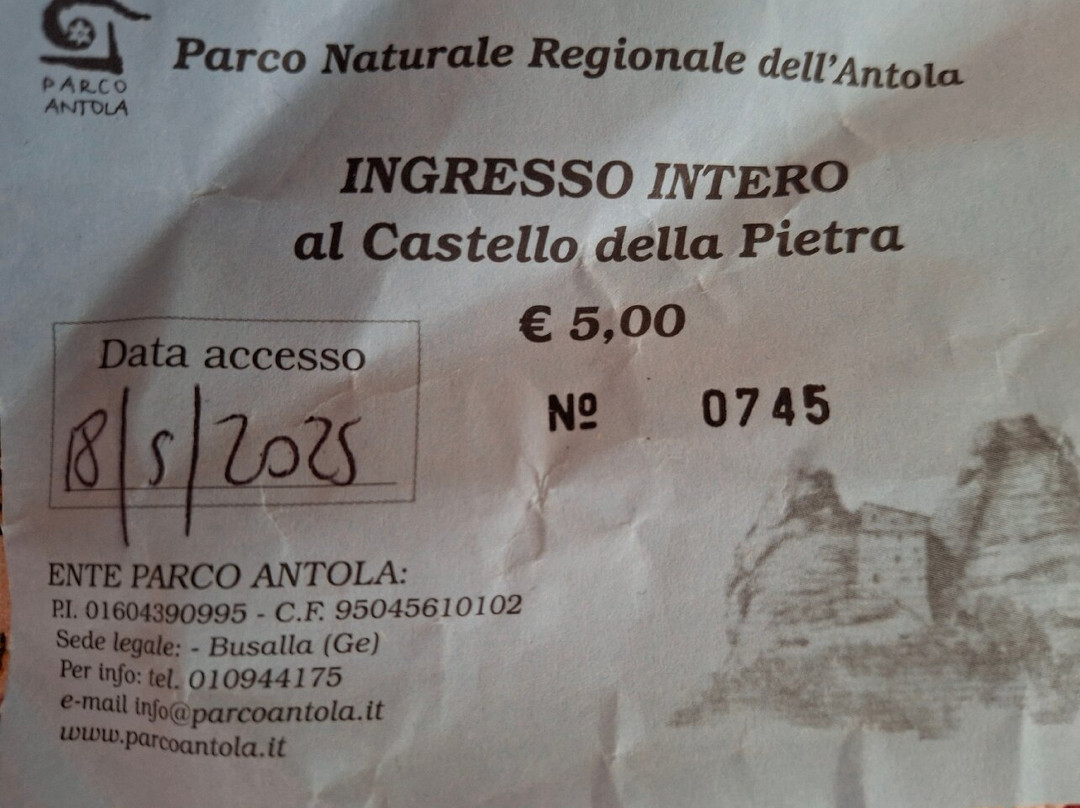 PARCO
ANTOLA
Parco Naturale Regionale dell'Antola
INGRESSO INTERO
al Castello della Pietra
€ 5,00
Data accesso
18/5/2025
Nº 0745
ENTE PARCO ANTOLA:
P.I. 01604390995 - C.F. 95045610102
Sede legale: - Busalla (Ge)
Per info: tel. 010944175
e-mail info@parcoantola.it
www.parcoantola.it